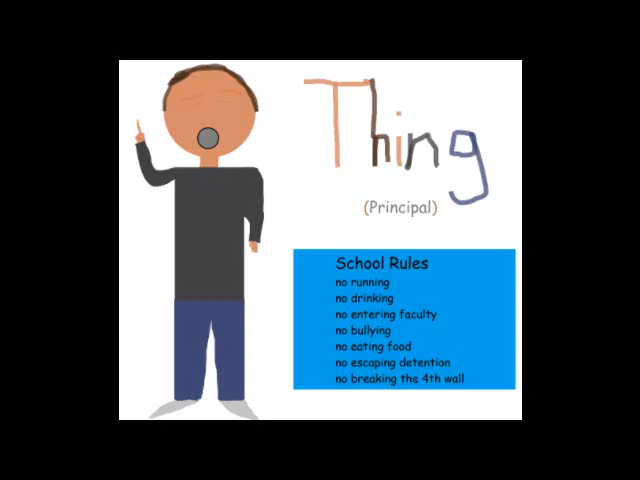 Thing
(Principal)
School Rules
no running
no drinking
no entering faculty
no bullying
no eating food
no escaping detention
no breaking the 4th wall